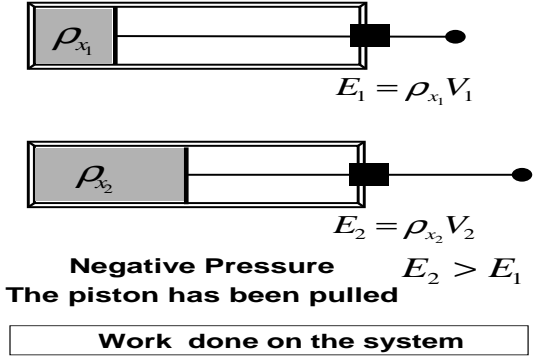 ρx₁
E₁ = ρx₁V₁
ρx₂
E₂ = ρx₂V₂
Negative Pressure E₂ > E₁
The piston has been pulled
Work done on the system